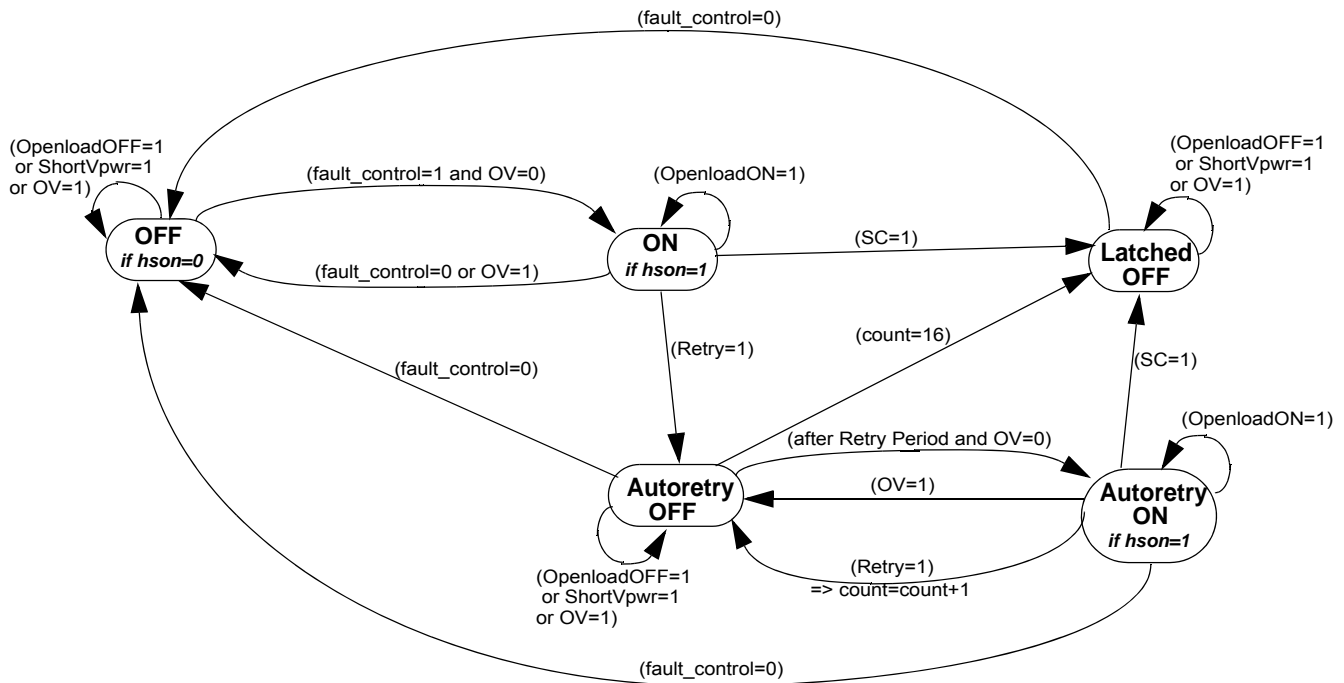 (fault_control=0)
(OpenloadOFF=1
or ShortVpwr=1
or OV=1)
(fault_control=1 and OV=0)
(OpenloadON=1)
(OpenloadOFF=1
or ShortVpwr=1
or OV=1)
OFF
if hson=0
ON
if hson=1
(SC=1)
Latched
OFF
(fault_control=0 or OV=1)
(Retry=1)
(count=16)
(SC=1)
(fault_control=0)
(OpenloadON=1)
(after Retry Period and OV=0)
Autoretry
OFF
(OV=1)
Autoretry
ON
if hson=1
(Retry=1)
=> count=count+1
(OpenloadOFF=1
or ShortVpwr=1
or OV=1)
(fault_control=0)